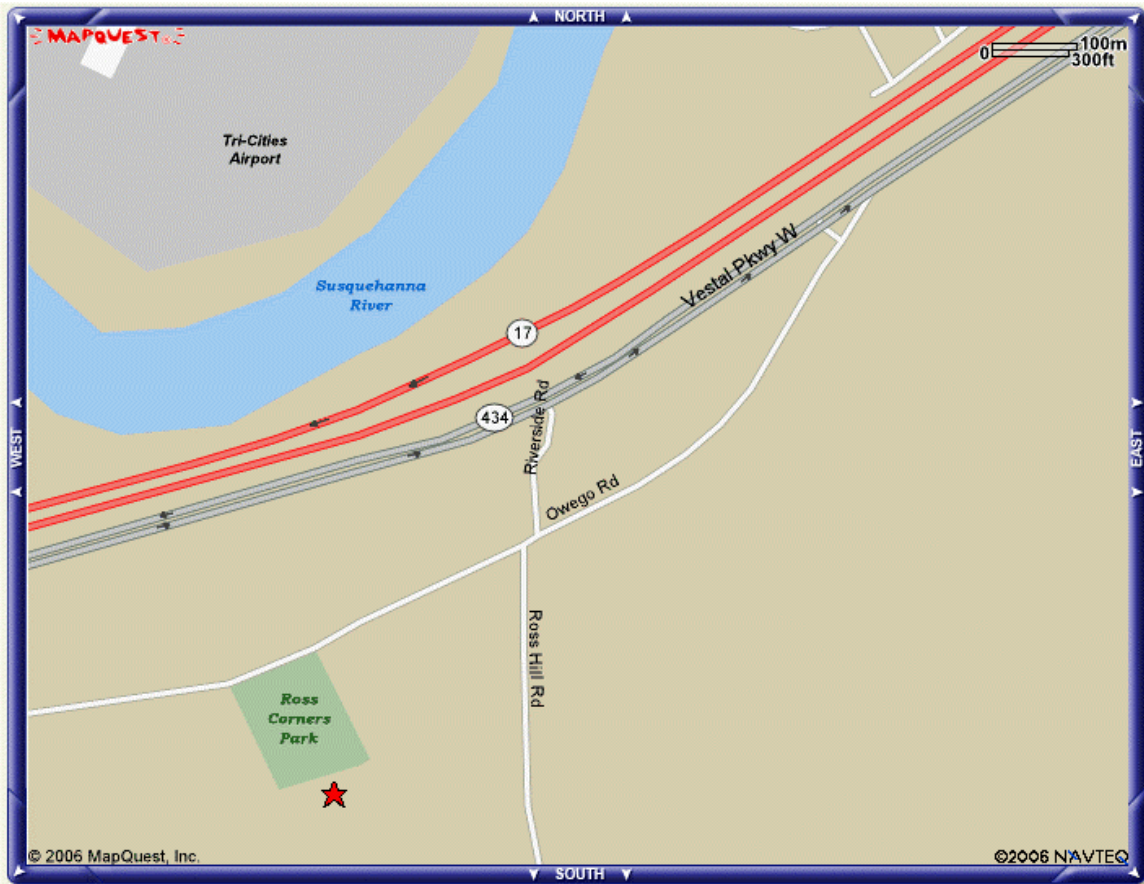 NORTH
MAPQUEST
0 100m
300ft
Tri-Cities
Airport
Susquehanna
River
Vestal Pkwy W
17
434
Riverside Rd
WEST
EAST
Owego Rd
Ross Hill Rd
Ross
Corners
Park
© 2006 MapQuest, Inc.
©2006 NAVTEQ
SOUTH